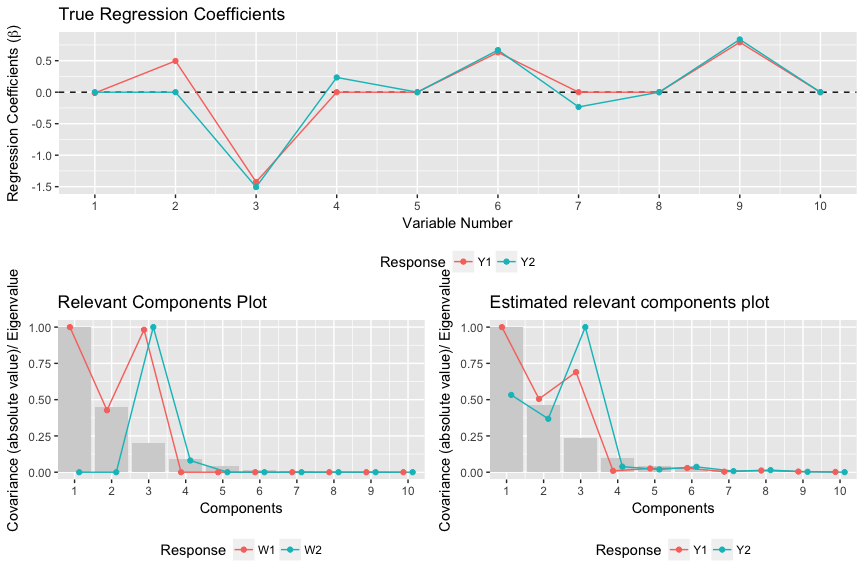 True Regression Coefficients
Regression Coefficients (β)
0.5
0.0
-0.5
-1.0
-1.5
1 2 3 4 5 6 7 8 9 10
Variable Number
Response Y1 Y2
Relevant Components Plot
Covariance (absolute value)/ Eigenvalue
1.00
0.75
0.50
0.25
0.00
1 2 3 4 5 6 7 8 9 10
Components
Response W1 W2
Estimated relevant components plot
Covariance (absolute value)/ Eigenvalue
1.00
0.75
0.50
0.25
0.00
1 2 3 4 5 6 7 8 9 10
Components
Response Y1 Y2